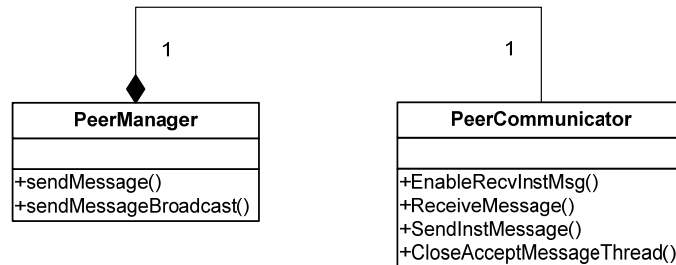 1
1
PeerManager
+sendMessage()
+sendMessageBroadcast()
PeerCommunicator
+EnableRecvInstMsg()
+ReceiveMessage()
+SendInstMessage()
+CloseAcceptMessageThread()